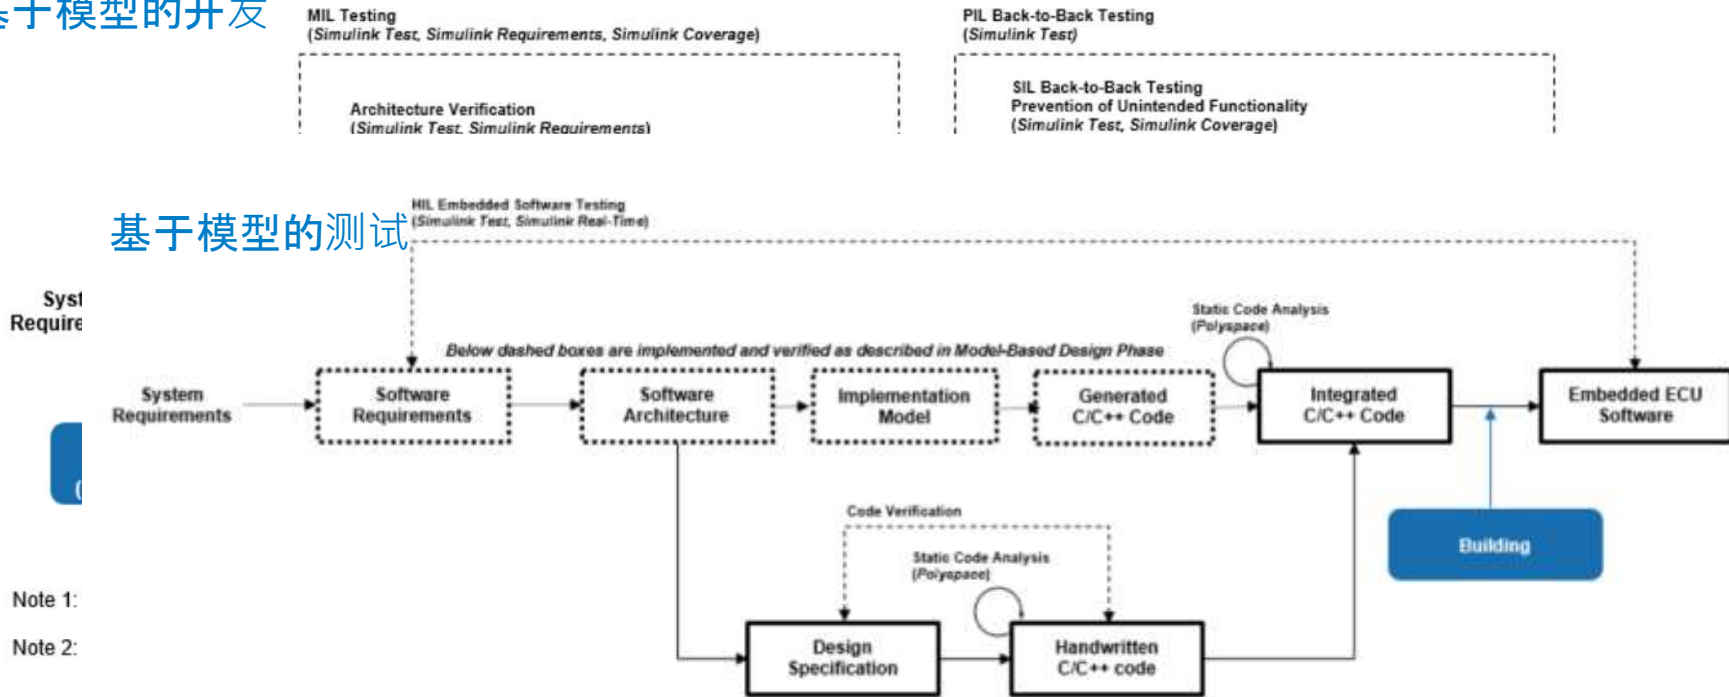 基于模型的开发
MIL Testing
(Simulink Test, Simulink Requirements, Simulink Coverage)
PIL Back-to-Back Testing
(Simulink Test)
Architecture Verification
(Simulink Test, Simulink Requirements)
SIL Back-to-Back Testing
Prevention of Unintended Functionality
(Simulink Test, Simulink Coverage)
基于模型的测试
HIL Embedded Software Testing
(Simulink Test, Simulink Real-Time)
Syst
Require
Static Code Analysis
(Polyspace)
Below dashed boxes are implemented and verified as described in Model-Based Design Phase
System
Requirements
Software
Requirements
Software
Architecture
Implementation
Model
Generated
C/C++ Code
Integrated
C/C++ Code
Embedded ECU
Software
(
Code Verification
Static Code Analysis
(Polyspace)
Building
Note 1:
Note 2:
Design
Specification
Handwritten
C/C++ code